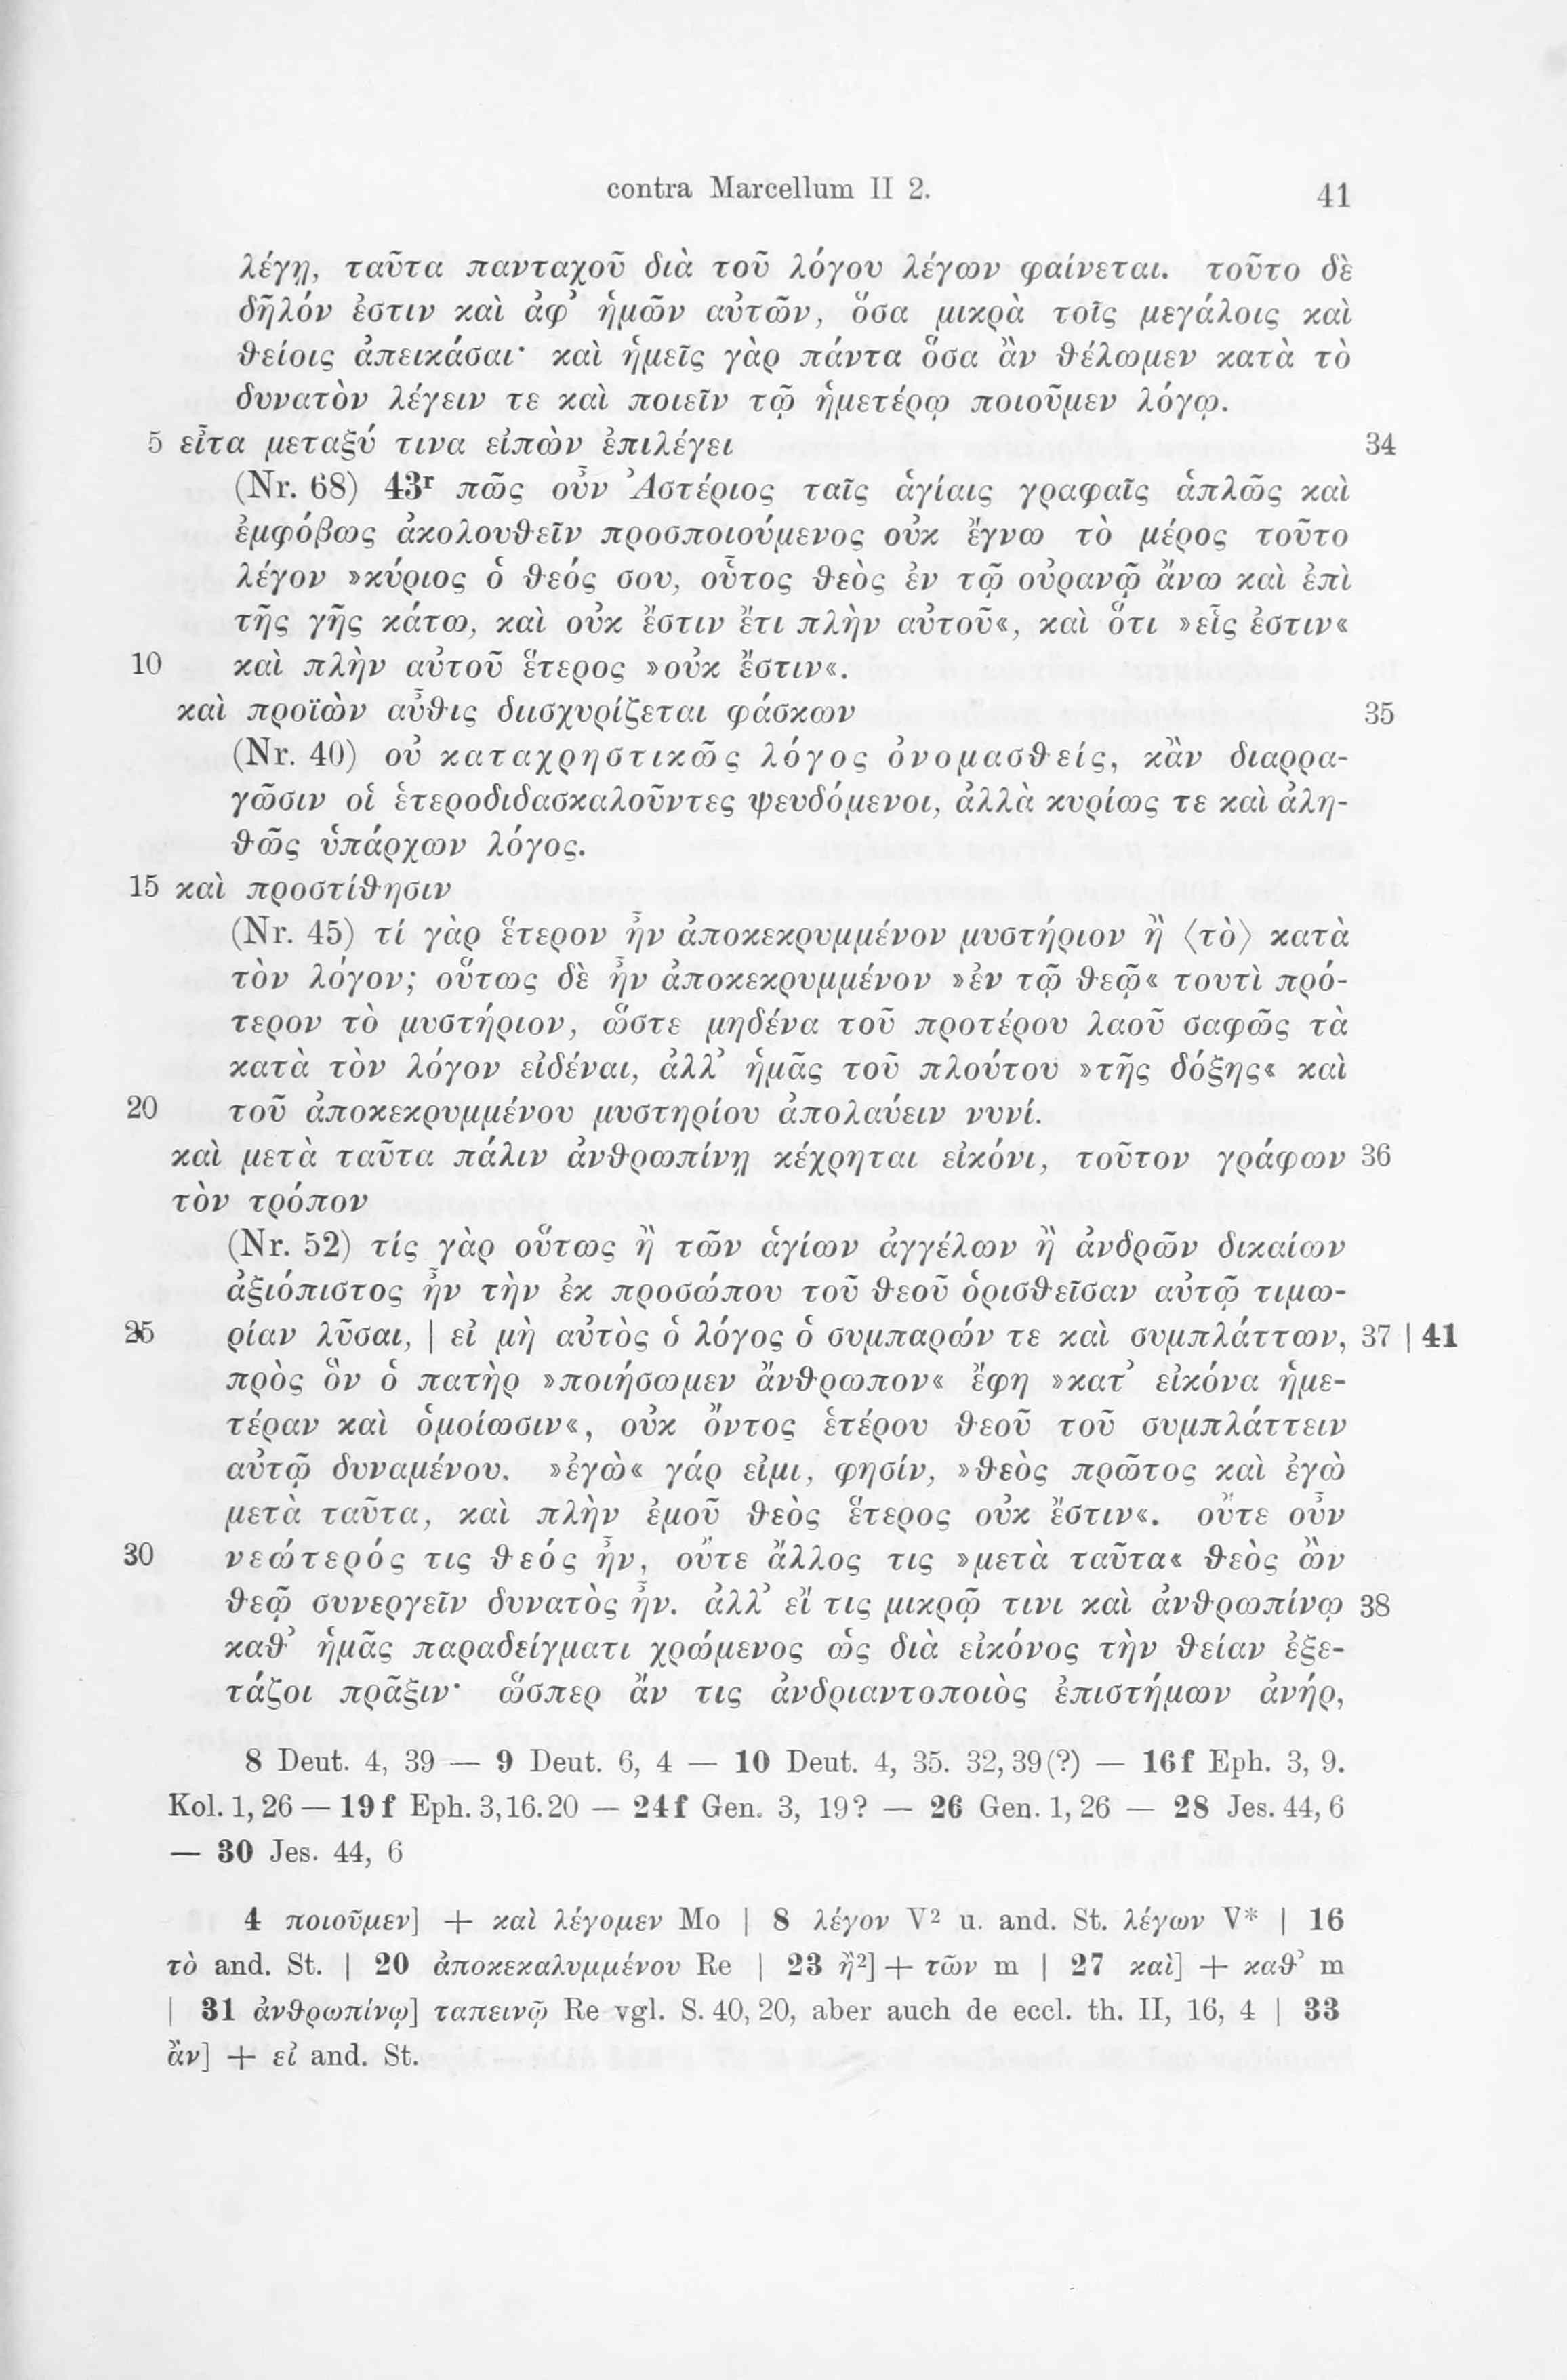 contra Marcellum II 2. 41
λέγῃ, ταῦτα πανταχοῦ διὰ τοῦ λόγου λέγων φαίνεται. τοῦτο δὲ
δῆλόν ἐστιν καὶ ἀφ’ ἡμῶν αὐτῶν, ὅσα μικρὰ τοῖς μεγάλοις καὶ
θείοις ἀπεικάσαι· καὶ ἡμεῖς γὰρ πάντα ὅσα ἂν θέλωμεν κατὰ τὸ
δυνατὸν λέγειν τε καὶ ποιεῖν τῷ ἡμετέρῳ ποιοῦμεν λόγῳ.
5 εἶτα μεταξύ τινα εἰπὼν ἐπιλέγει 34
(Nr. 68) 43ʳ πῶς οὖν Ἀστέριος ταῖς ἁγίαις γραφαῖς ἁπλῶς καὶ
ἐμφόβως ἀκολουθεῖν προσποιούμενος οὐκ ἔγνω τὸ μέρος τοῦτο
λέγον »κύριος ὁ θεός σου, οὗτος θεὸς ἐν τῷ οὐρανῷ ἄνω καὶ ἐπὶ
τῆς γῆς κάτω, καὶ οὐκ ἔστιν ἔτι πλὴν αὐτοῦ«, καὶ ὅτι »εἷς ἐστιν«
10 καὶ πλὴν αὐτοῦ ἕτερος »οὐκ ἔστιν«.
καὶ προϊὼν αὖθις διισχυρίζεται φάσκων 35
(Nr. 40) οὐ καταχρηστικῶς λόγος ὀνομασθείς, κἂν διαρρα-
γῶσιν οἱ ἑτεροδιδασκαλοῦντες ψευδόμενοι, ἀλλὰ κυρίως τε καὶ ἀλη-
θῶς ὑπάρχων λόγος.
15 καὶ προστίθησιν
(Nr. 45) τί γὰρ ἕτερον ἦν ἀποκεκρυμμένον μυστήριον ἢ ⟨τὸ⟩ κατὰ
τὸν λόγον; οὕτως δὲ ἦν ἀποκεκρυμμένον »ἐν τῷ θεῷ« τουτὶ πρό-
τερον τὸ μυστήριον, ὥστε μηδένα τοῦ προτέρου λαοῦ σαφῶς τὰ
κατὰ τὸν λόγον εἰδέναι, ἀλλ’ ἡμᾶς τοῦ πλούτου »τῆς δόξης« καὶ
20 τοῦ ἀποκεκρυμμένου μυστηρίου ἀπολαύειν νυνί.
καὶ μετὰ ταῦτα πάλιν ἀνθρωπίνῃ κέχρηται εἰκόνι, τοῦτον γράφων 36
τὸν τρόπον
(Nr. 52) τίς γὰρ οὕτως ἢ τῶν ἁγίων ἀγγέλων ἢ ἀνδρῶν δικαίων
ἀξιόπιστος ἦν τὴν ἐκ προσώπου τοῦ θεοῦ ὁρισθεῖσαν αὐτῷ τιμω-
25 ρίαν λῦσαι, | εἰ μὴ αὐτὸς ὁ λόγος ὁ συμπαρών τε καὶ συμπλάττων, 37 | 41
πρὸς ὃν ὁ πατὴρ »ποιήσωμεν ἄνθρωπον« ἔφη »κατ’ εἰκόνα ἡμε-
τέραν καὶ ὁμοίωσιν«, οὐκ ὄντος ἑτέρου θεοῦ τοῦ συμπλάττειν
αὐτῷ δυναμένου. »ἐγὼ« γάρ εἰμι, φησίν, »θεὸς πρῶτος καὶ ἐγὼ
μετὰ ταῦτα, καὶ πλὴν ἐμοῦ θεὸς ἕτερος οὐκ ἔστιν«. οὔτε οὖν
30 νεώτερός τις θεός ἦν, οὔτε ἄλλος τις »μετὰ ταῦτα« θεὸς ὢν
θεῷ συνεργεῖν δυνατὸς ἦν. ἀλλ’ εἴ τις μικρῷ τινι καὶ ἀνθρωπίνῳ 38
καθ’ ἡμᾶς παραδείγματι χρώμενος ὡς διὰ εἰκόνος τὴν θείαν ἐξε-
τάζοι πρᾶξιν· ὥσπερ ἄν τις ἀνδριαντοποιὸς ἐπιστήμων ἀνήρ,
8 Deut. 4, 39 — 9 Deut. 6, 4 — 10 Deut. 4, 35. 32, 39(?) — 16f Eph. 3, 9.
Kol. 1, 26 — 19f Eph. 3, 16. 20 — 24f Gen. 3, 19? — 26 Gen. 1, 26 — 28 Jes. 44, 6
— 30 Jes. 44, 6
4 ποιοῦμεν] + καὶ λέγομεν Mo | 8 λέγον V² u. and. St. λέγων V* | 16
τὸ and. St. | 20 ἀποκεκαλυμμένου Re | 23 ἢ²] + τῶν m | 27 καὶ] + καθ’ m
| 31 ἀνθρωπίνῳ] ταπεινῷ Re vgl. S. 40, 20, aber auch de eccl. th. II, 16, 4 | 33
ἄν] + εἰ and. St.